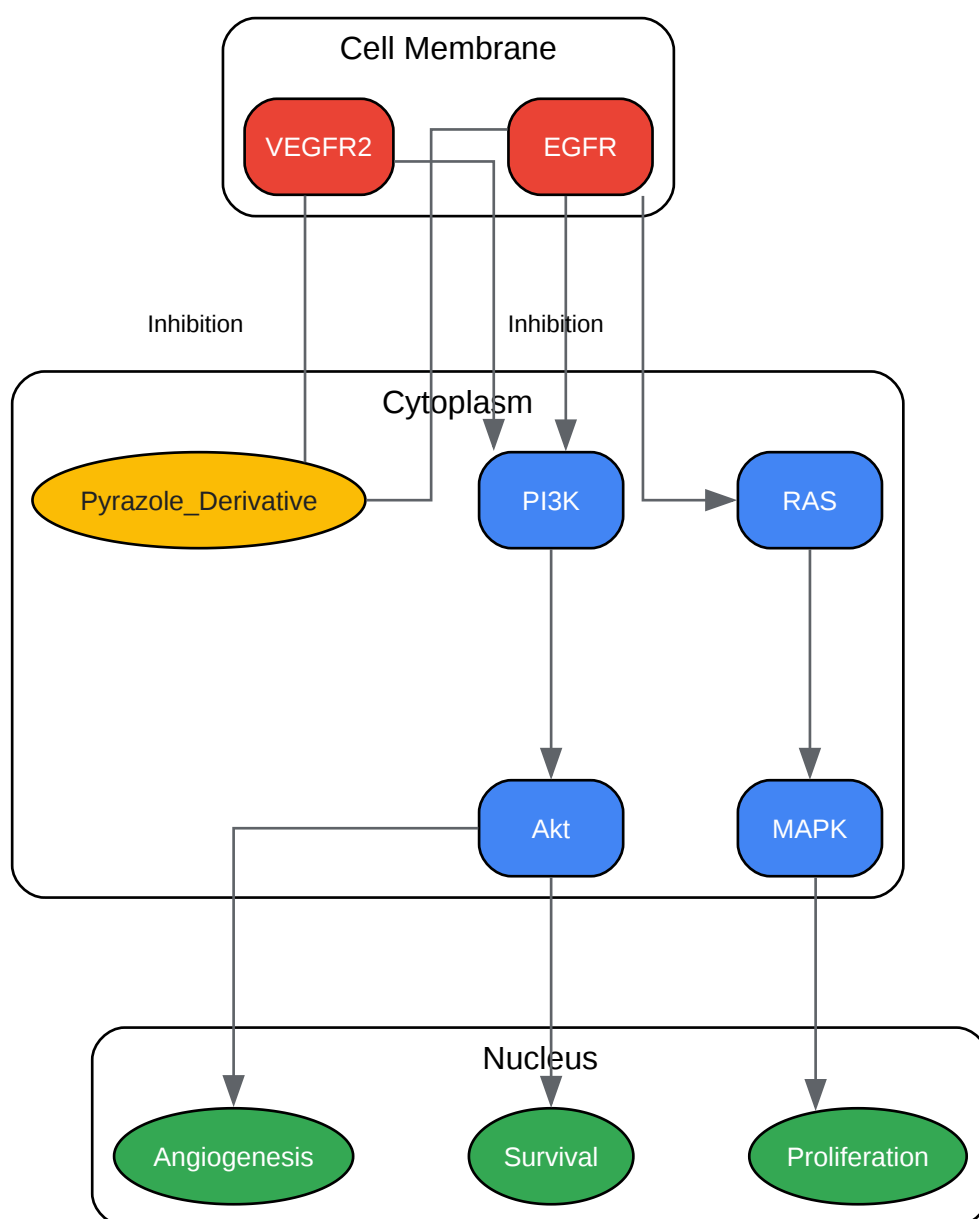 Cell Membrane
VEGFR2
EGFR
Inhibition
Inhibition
Cytoplasm
Pyrazole_Derivative
PI3K
RAS
Akt
MAPK
Nucleus
Angiogenesis
Survival
Proliferation